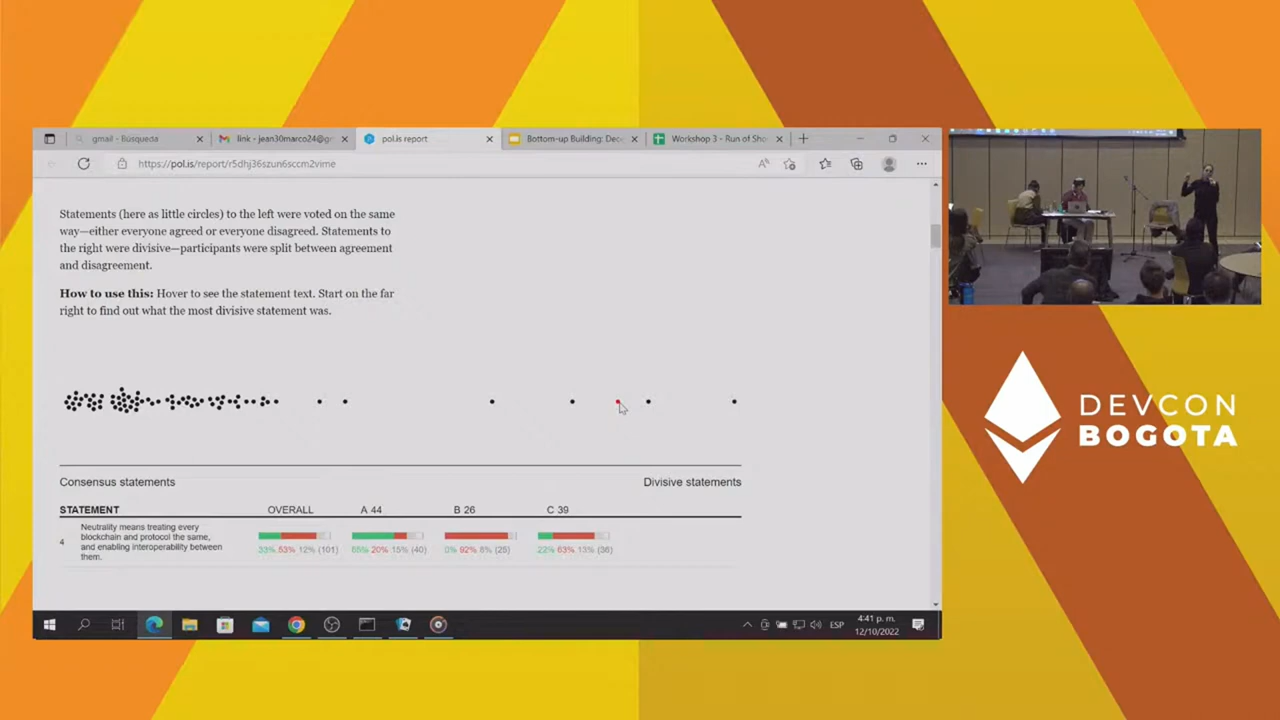 gmail - Búsqueda
link - jean30marco24@gm
pol.is report
Bottom-up Building: Dece
Workshop 3 - Run of Sho
https://pol.is/report/r5dhj36szun6sccm2vime
Statements (here as little circles) to the left were voted on the same
way—either everyone agreed or everyone disagreed. Statements to
the right were divisive—participants were split between agreement
and disagreement.
How to use this: Hover to see the statement text. Start on the far
right to find out what the most divisive statement was.
Consensus statements
Divisive statements
STATEMENT OVERALL A 44 B 26 C 39
4
Neutrality means treating every
blockchain and protocol the same,
and enabling interoperability between
them.
33% 53% 12% (101)
65% 20% 15% (40)
0% 92% 8% (25)
22% 63% 13% (36)
ESP
4:41 p. m.
12/10/2022
DEVCON
BOGOTA